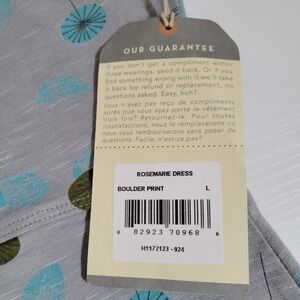 OUR GUARANTEE
If you don't get a compliment within
three wearings, send it back. Or if you
find something wrong with it we'll take
it back for refund or replacement, no
questions asked. Easy, huh?
Vous n'avez pas reçu de compliments
après que vous ayez porté le vêtement
trois fois? Retournez-le. Pour toutes
insatisfactions, nous le remplacerons ou
nous vous rembourserons sans poser de
questions. Facile, n'est-ce pas?
ROSEMARIE DRESS
BOULDER PRINT L
8 82923 70968 6
H1172123 - 924